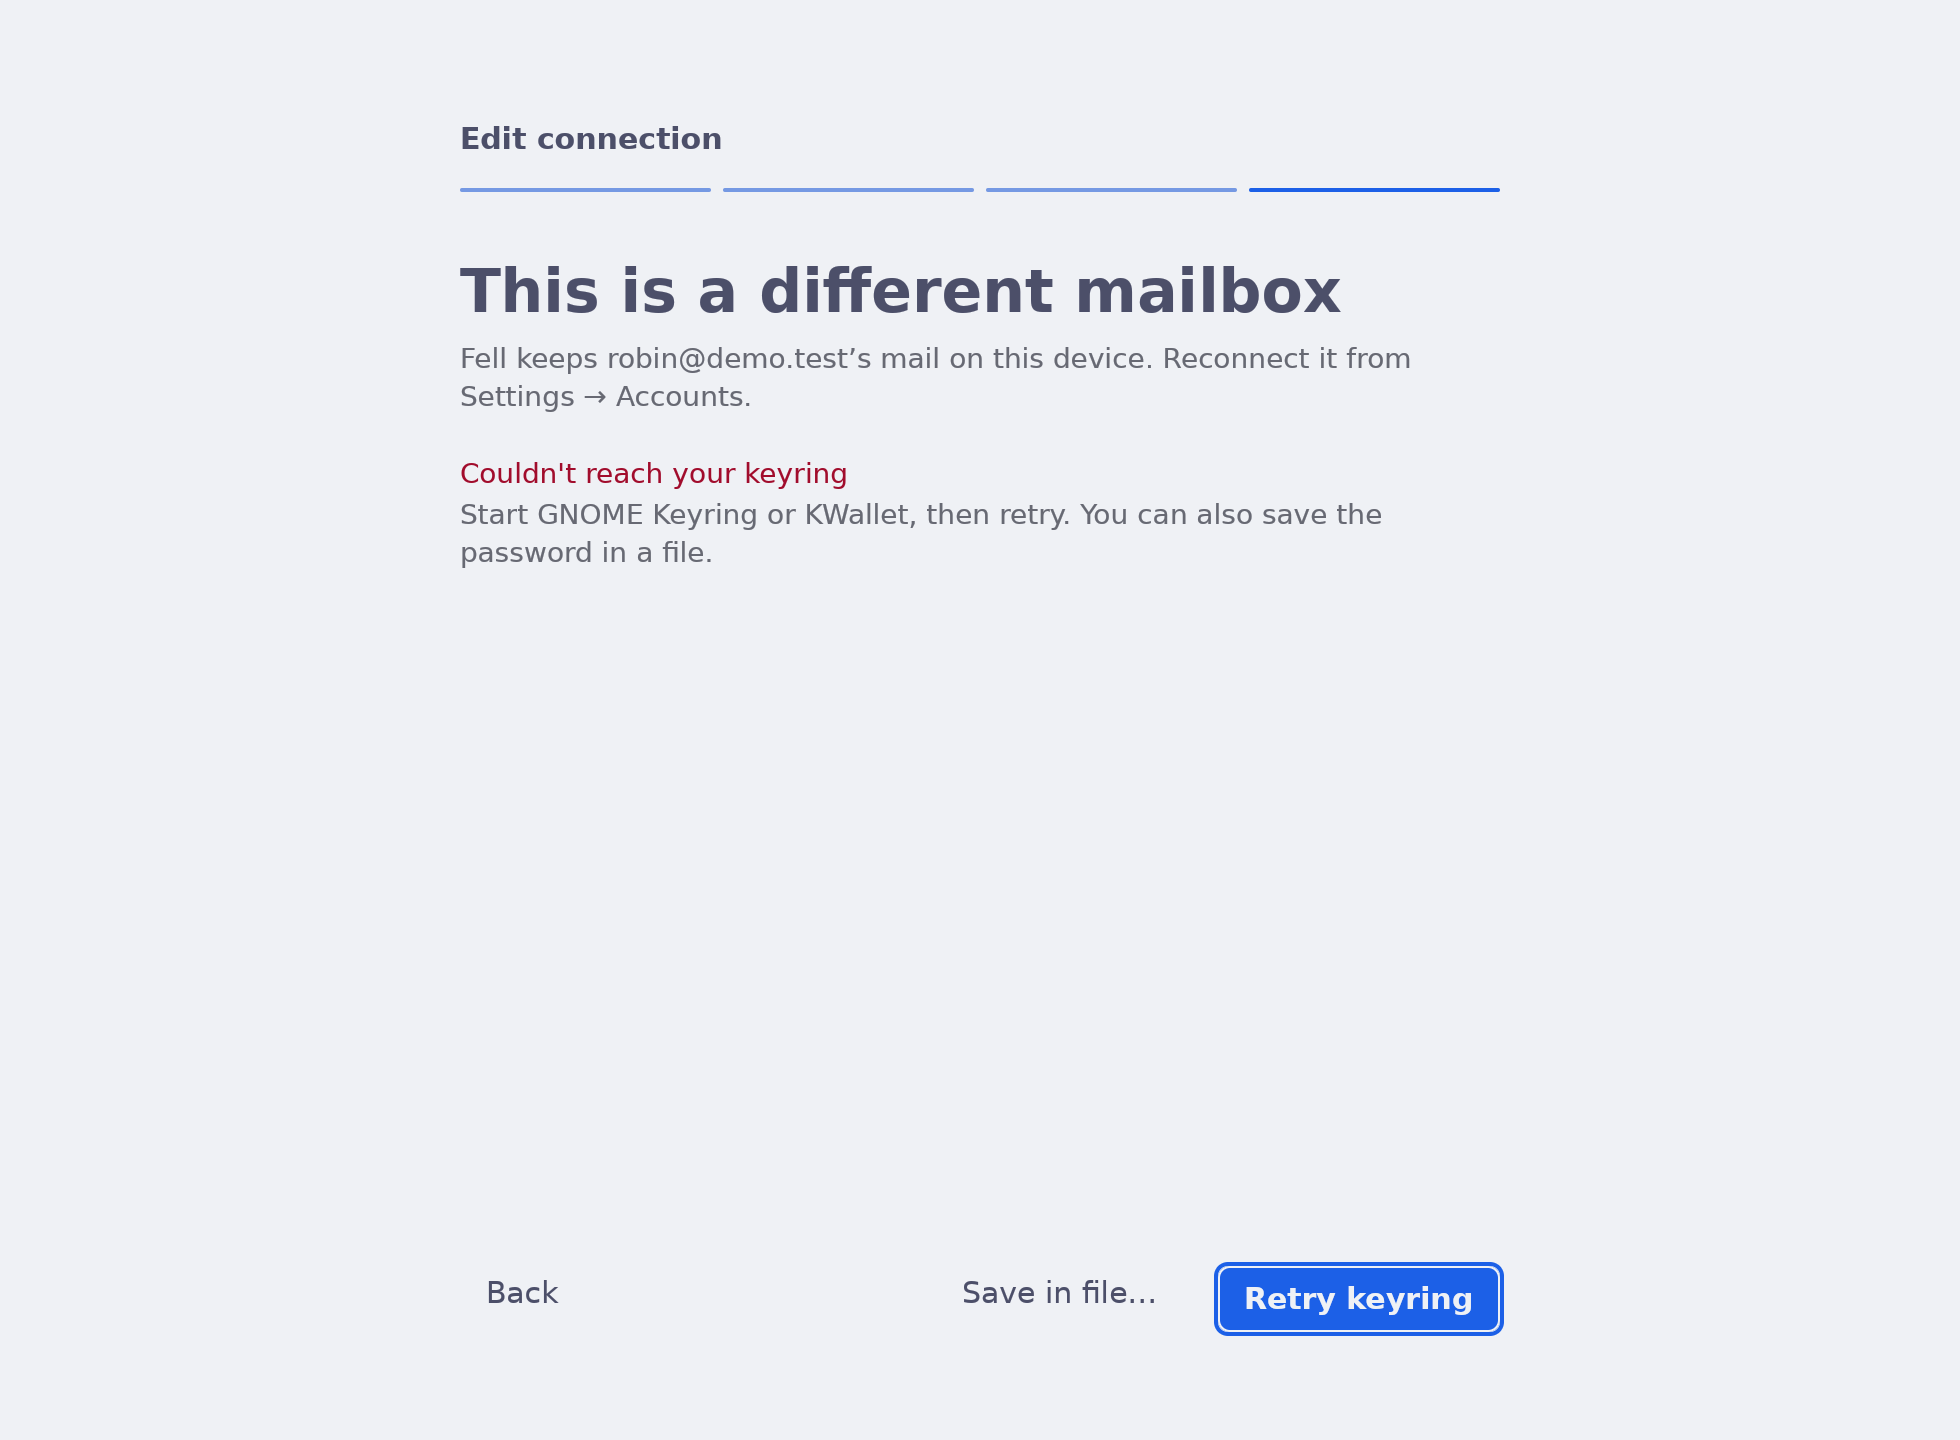 Edit connection
This is a different mailbox
Fell keeps robin@demo.test’s mail on this device. Reconnect it from
Settings → Accounts.
Couldn't reach your keyring
Start GNOME Keyring or KWallet, then retry. You can also save the
password in a file.
Back
Save in file...
Retry keyring